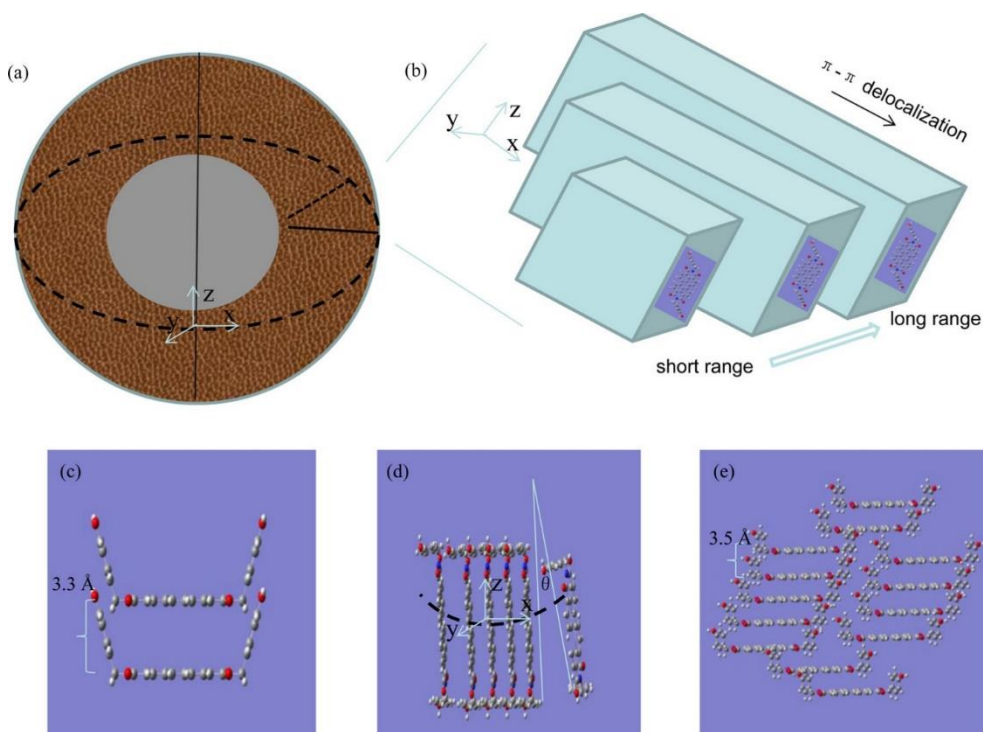 (a)
z
y
x
(b)
z
y
x
π-π delocalization
short range
long range
(c)
3.3 Å
(d)
θ
z
x
y
(e)
3.5 Å